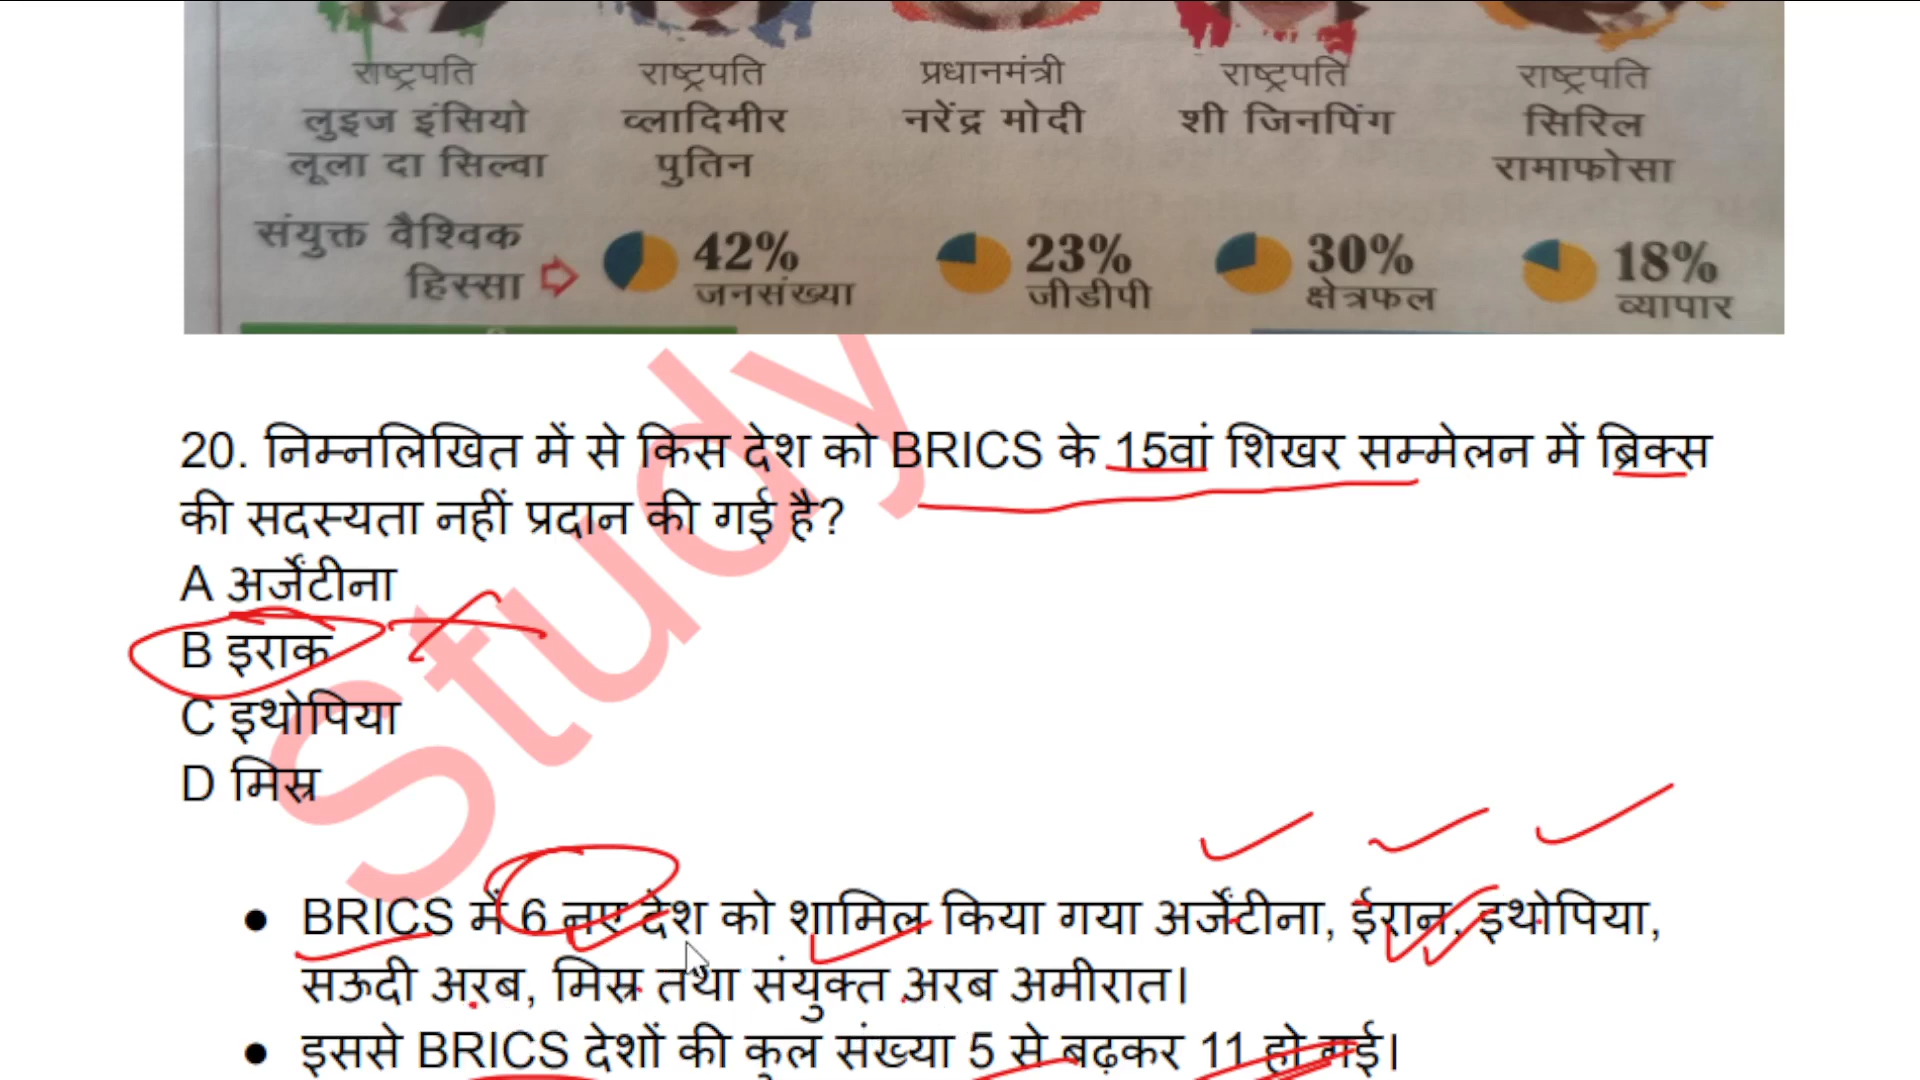 राष्ट्रपति राष्ट्रपति प्रधानमंत्री राष्ट्रपति राष्ट्रपति
लुइज इंसियो व्लादिमीर नरेंद्र मोदी शी जिनपिंग सिरिल
लूला दा सिल्वा पुतिन रामाफोसा
संयुक्त वैश्विक 42% 23% 30% 18%
हिस्सा जनसंख्या जीडीपी क्षेत्रफल व्यापार
Study
20. निम्नलिखित में से किस देश को BRICS के 15वां शिखर सम्मेलन में ब्रिक्स
की सदस्यता नहीं प्रदान की गई है?
A अर्जेंटीना
B इराक
C इथोपिया
D मिस्र
● BRICS में 6 नए देश को शामिल किया गया अर्जेंटीना, ईरान, इथोपिया,
सऊदी अरब, मिस्र तथा संयुक्त अरब अमीरात।
● इससे BRICS देशों की कुल संख्या 5 से बढ़कर 11 हो गई।